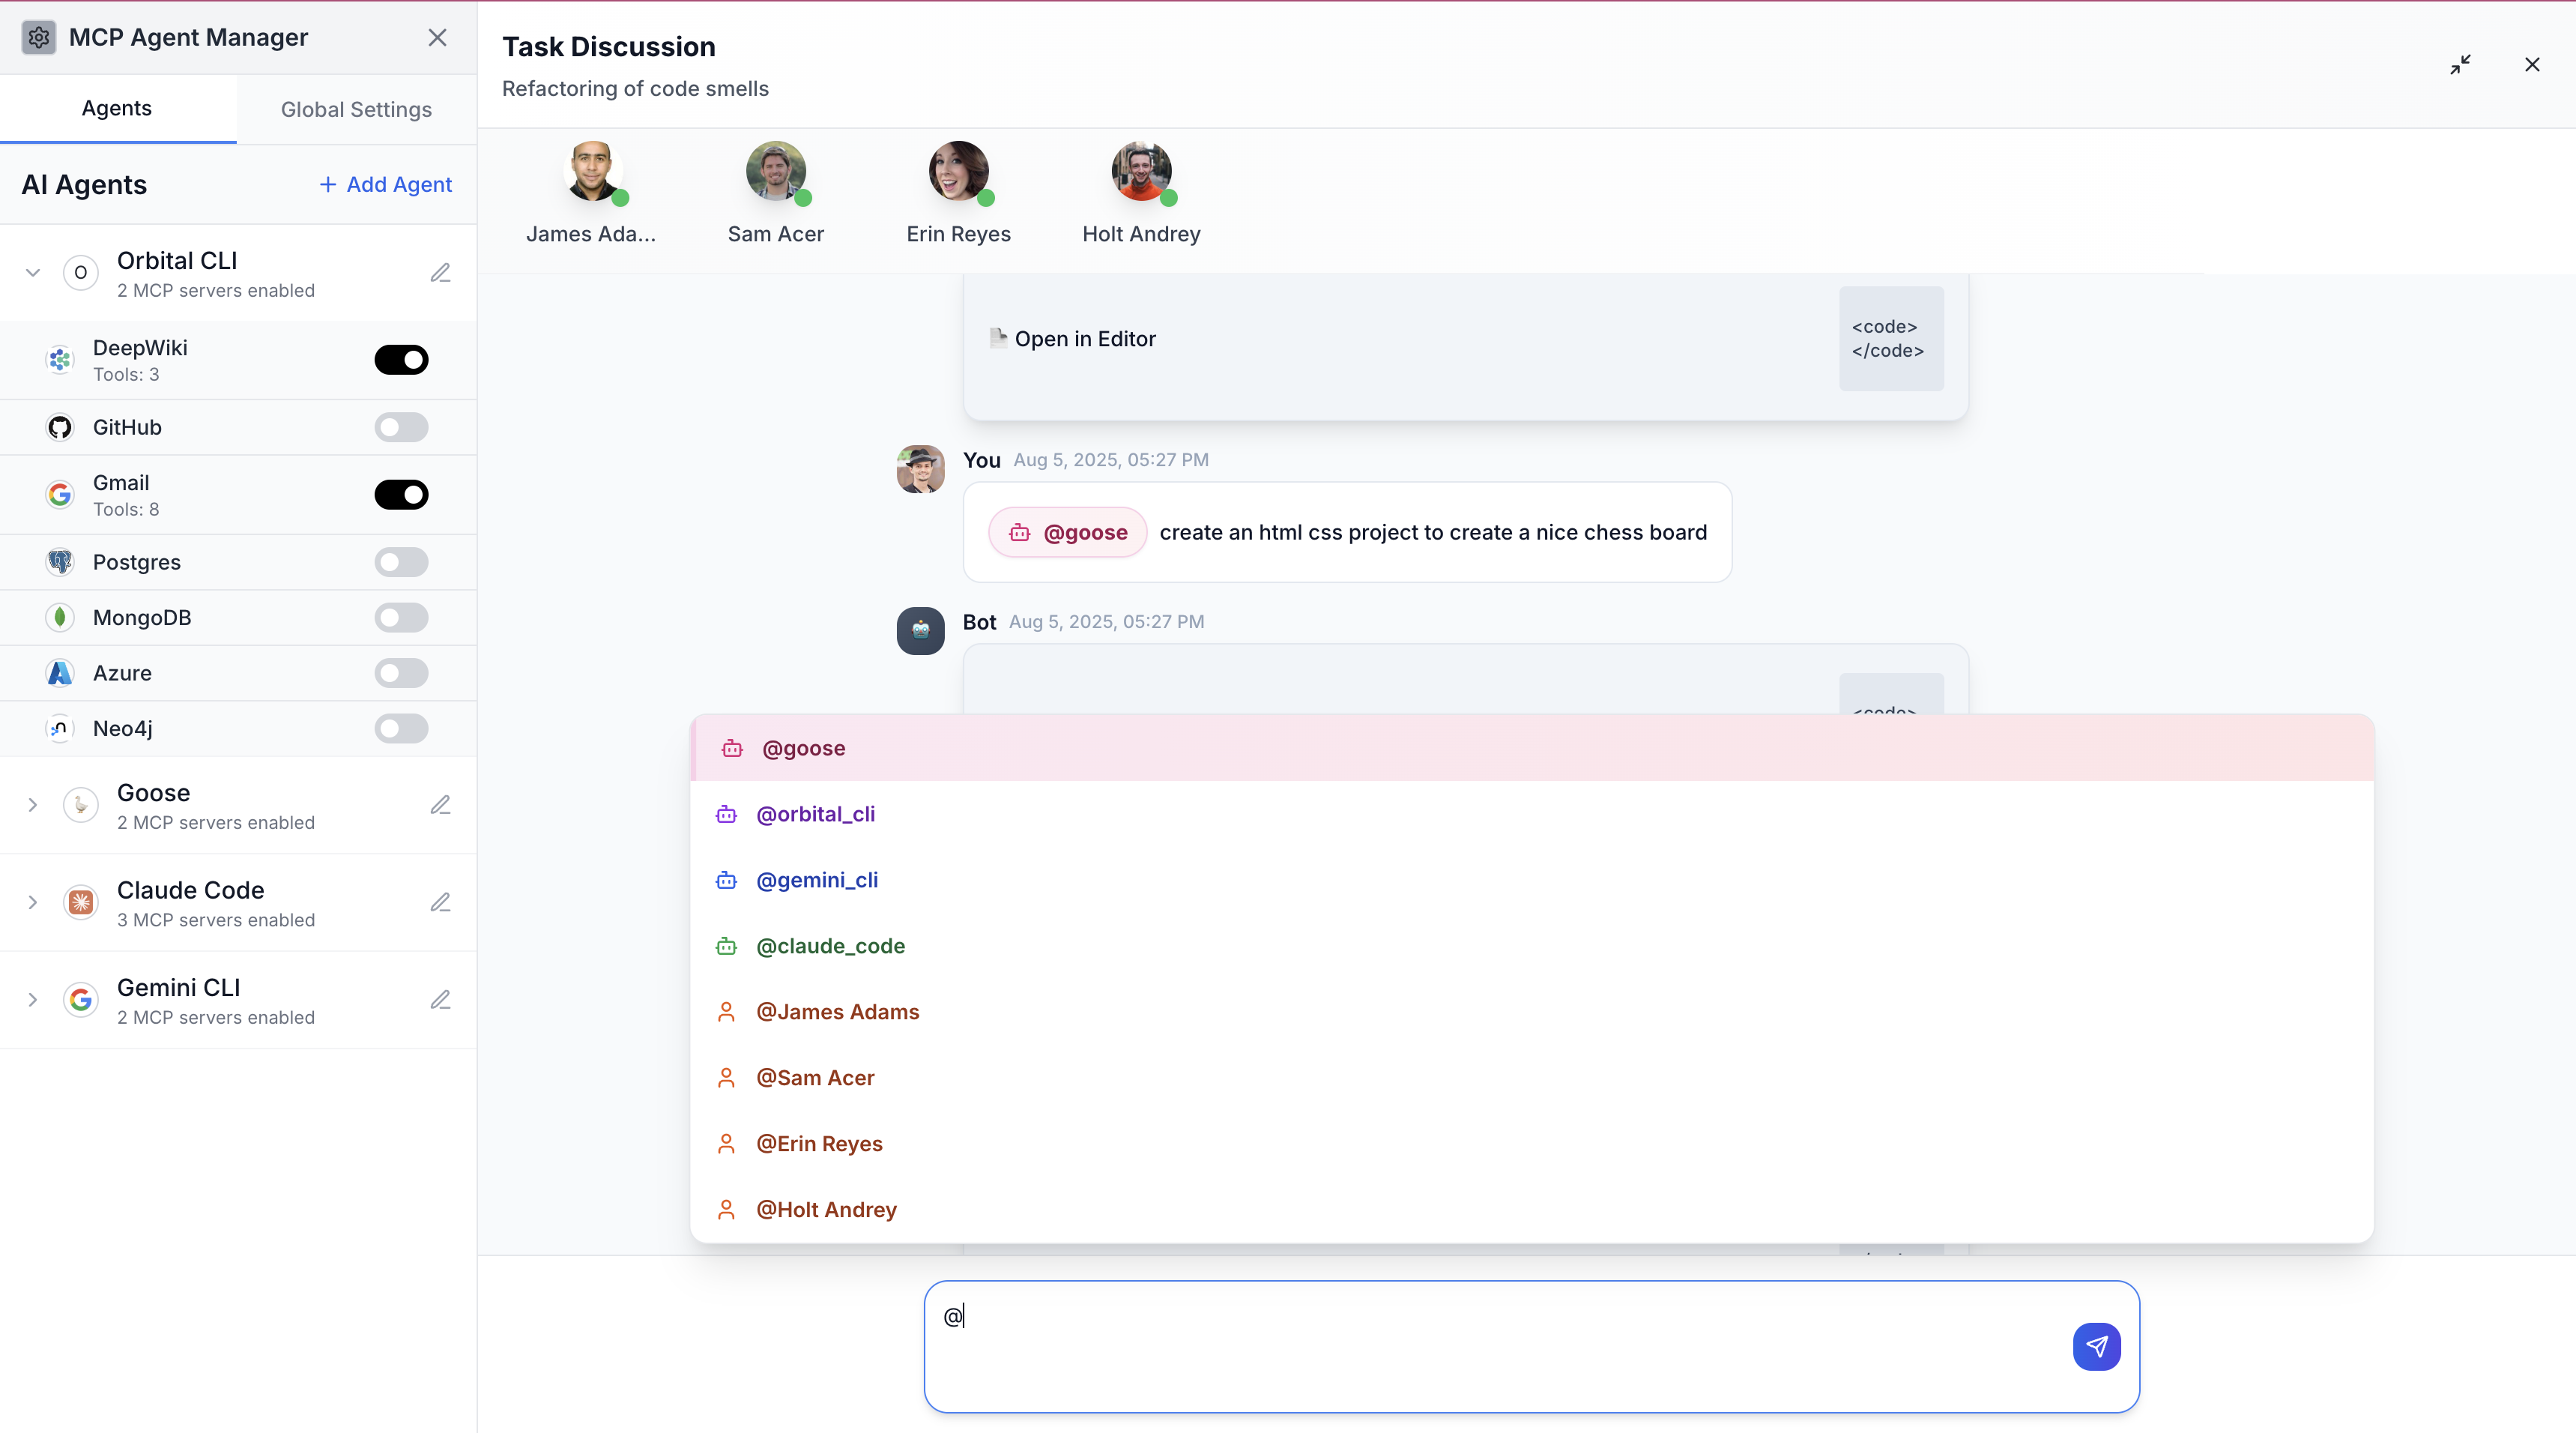 MCP Agent Manager
Agents
Global Settings
AI Agents
+ Add Agent
O
Orbital CLI
2 MCP servers enabled
DeepWiki
Tools: 3
GitHub
Gmail
Tools: 8
Postgres
MongoDB
Azure
Neo4j
Goose
2 MCP servers enabled
Claude Code
3 MCP servers enabled
Gemini CLI
2 MCP servers enabled
Task Discussion
Refactoring of code smells
James Ada...
Sam Acer
Erin Reyes
Holt Andrey
Open in Editor
<code>
</code>
You Aug 5, 2025, 05:27 PM
@goose create an html css project to create a nice chess board
Bot Aug 5, 2025, 05:27 PM
<code>
@goose
@orbital_cli
@gemini_cli
@claude_code
@James Adams
@Sam Acer
@Erin Reyes
@Holt Andrey
@